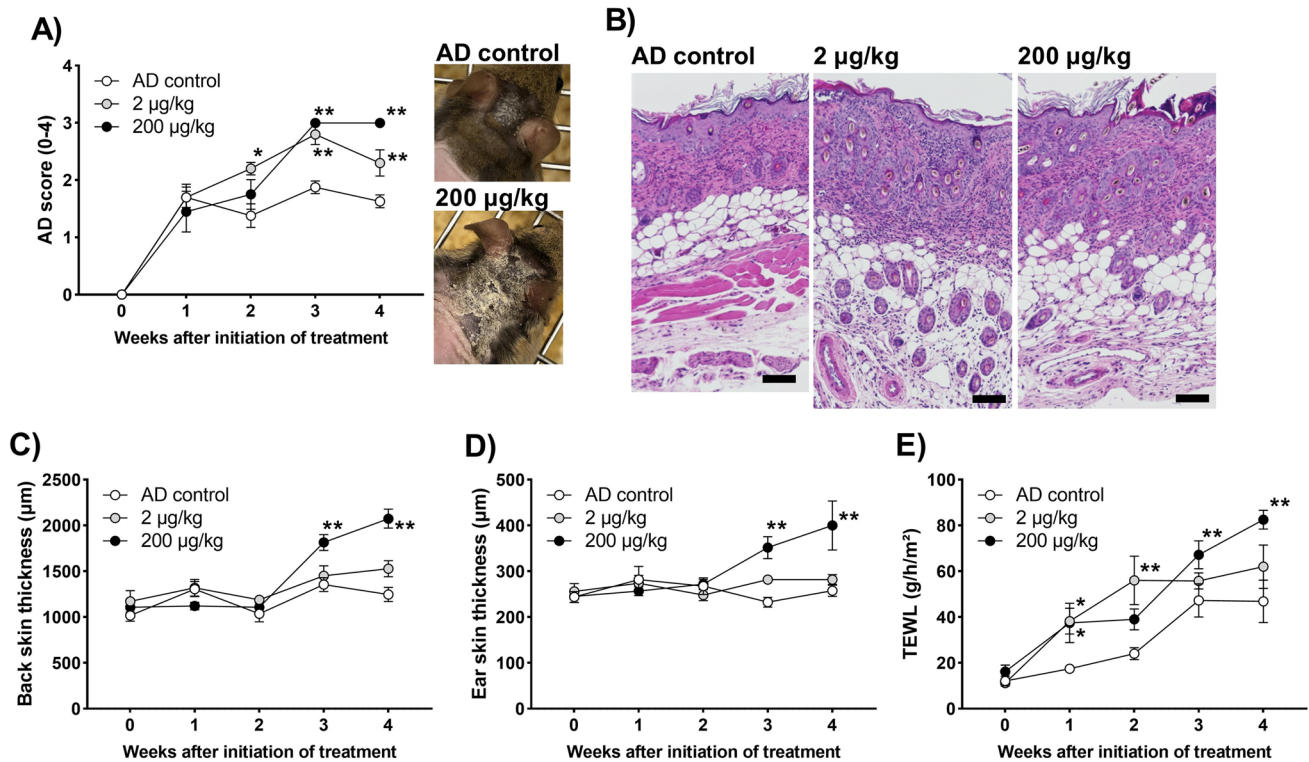 A)
4
3
2
1
0
AD score (0-4)
AD control
2 µg/kg
200 µg/kg
**
*
**
**
**
0 1 2 3 4
Weeks after initiation of treatment
AD control
200 µg/kg
B)
AD control 2 µg/kg 200 µg/kg
C)
2500
2000
1500
1000
500
0
Back skin thickness (µm)
AD control
2 µg/kg
200 µg/kg
** **
0 1 2 3 4
Weeks after initiation of treatment
D)
500
400
300
200
100
0
Ear skin thickness (µm)
AD control
2 µg/kg
200 µg/kg
** **
0 1 2 3 4
Weeks after initiation of treatment
E)
100
80
60
40
20
0
TEWL (g/h/m²)
AD control
2 µg/kg
200 µg/kg
*
*
** ** **
0 1 2 3 4
Weeks after initiation of treatment